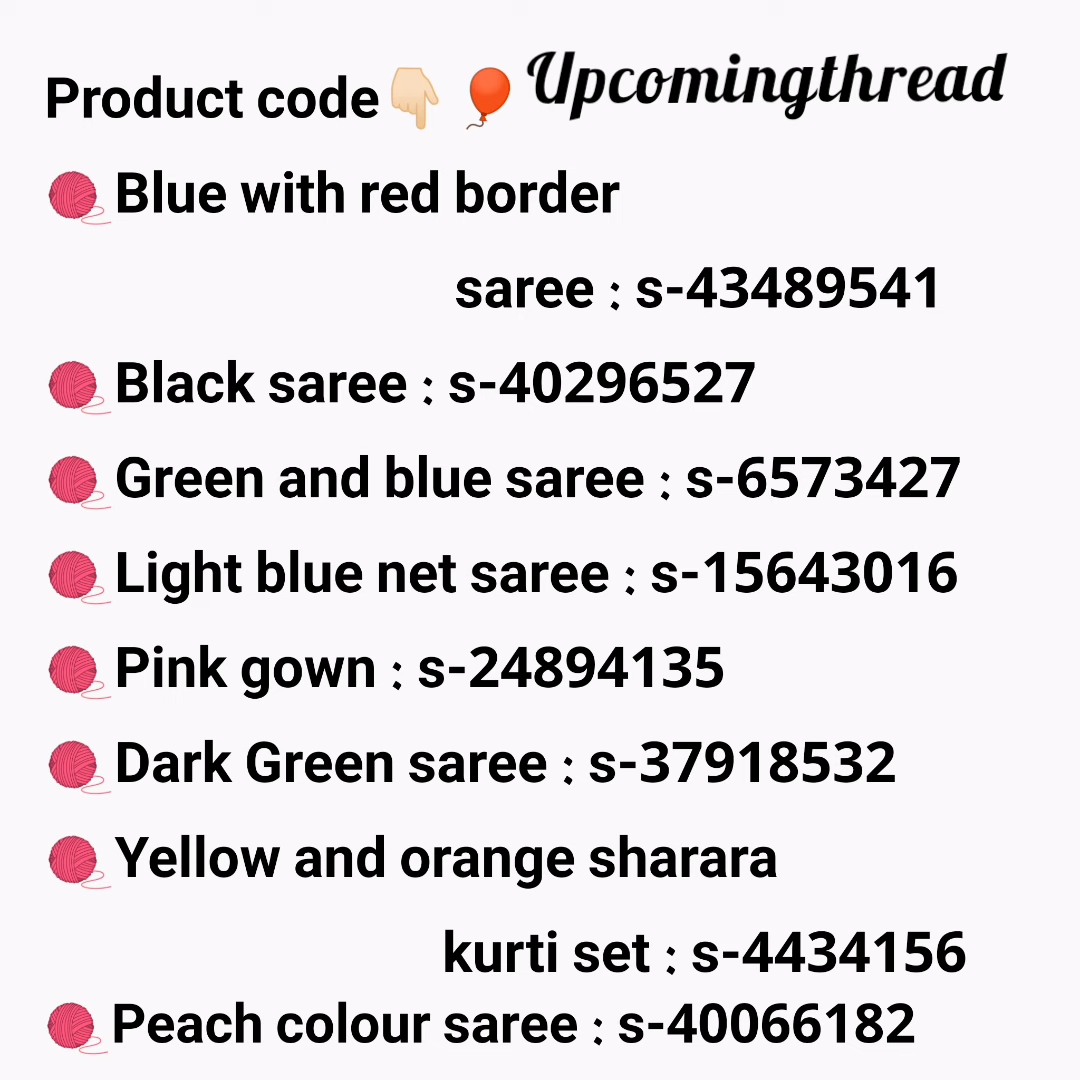 Product code👇🏻 🎈Upcomingthread
🧶Blue with red border
saree : s-43489541
🧶Black saree : s-40296527
🧶Green and blue saree : s-6573427
🧶Light blue net saree : s-15643016
🧶Pink gown : s-24894135
🧶Dark Green saree : s-37918532
🧶Yellow and orange sharara
kurti set : s-4434156
🧶Peach colour saree : s-40066182